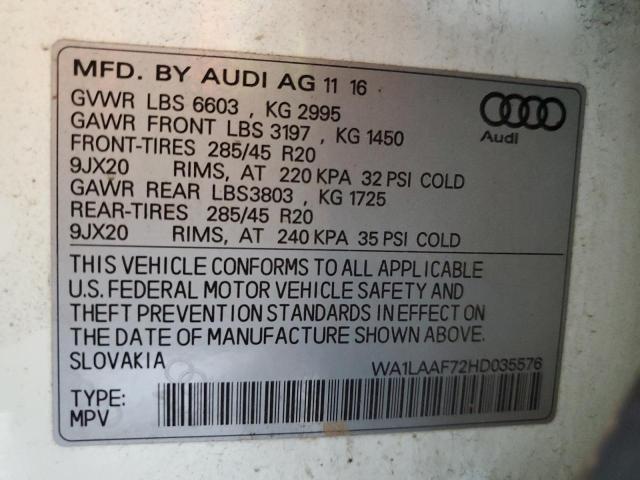 MFD. BY AUDI AG 11 16
GVWR LBS 6603 , KG 2995
GAWR FRONT LBS 3197 , KG 1450
FRONT-TIRES 285/45 R20
9JX20 RIMS, AT 220 KPA 32 PSI COLD
GAWR REAR LBS3803 , KG 1725
REAR-TIRES 285/45 R20
9JX20 RIMS, AT 240 KPA 35 PSI COLD
Audi
THIS VEHICLE CONFORMS TO ALL APPLICABLE
U.S. FEDERAL MOTOR VEHICLE SAFETY AND
THEFT PREVENTION STANDARDS IN EFFECT ON
THE DATE OF MANUFACTURE SHOWN ABOVE.
SLOVAKIA
WA1LAAF72HD035576
TYPE:
MPV